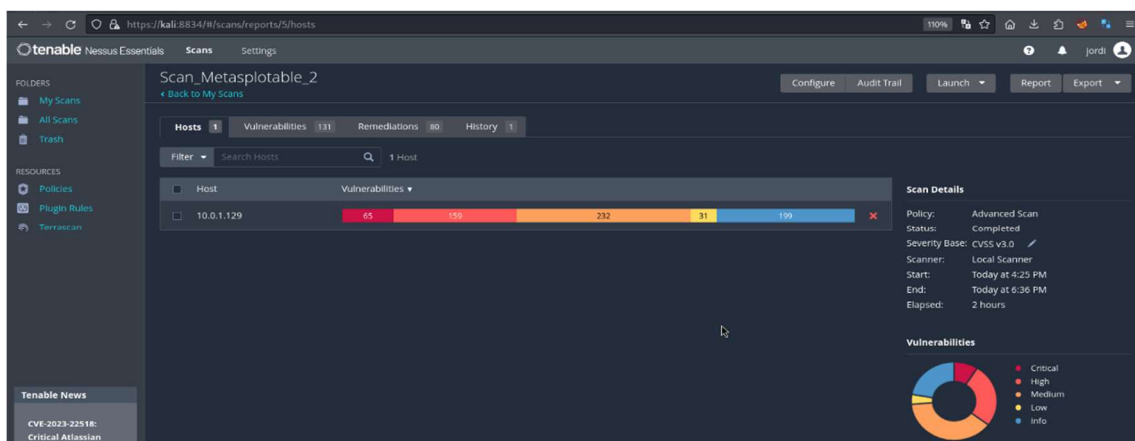 https://kali:8834/#/scans/reports/5/hosts
110%
tenable Nessus Essentials
Scans
Settings
jordi
FOLDERS
My Scans
All Scans
Trash
RESOURCES
Policies
Plugin Rules
Terrascan
Tenable News
CVE-2023-22518:
Critical Atlassian
Scan_Metasplotable_2
< Back to My Scans
Configure
Audit Trail
Launch
Report
Export
Hosts 1
Vulnerabilities 131
Remediations 80
History 1
Filter
Search Hosts
1 Host
Host
Vulnerabilities
10.0.1.129
65
159
232
31
199
Scan Details
Policy: Advanced Scan
Status: Completed
Severity Base: CVSS v3.0
Scanner: Local Scanner
Start: Today at 4:25 PM
End: Today at 6:36 PM
Elapsed: 2 hours
Vulnerabilities
Critical
High
Medium
Low
Info